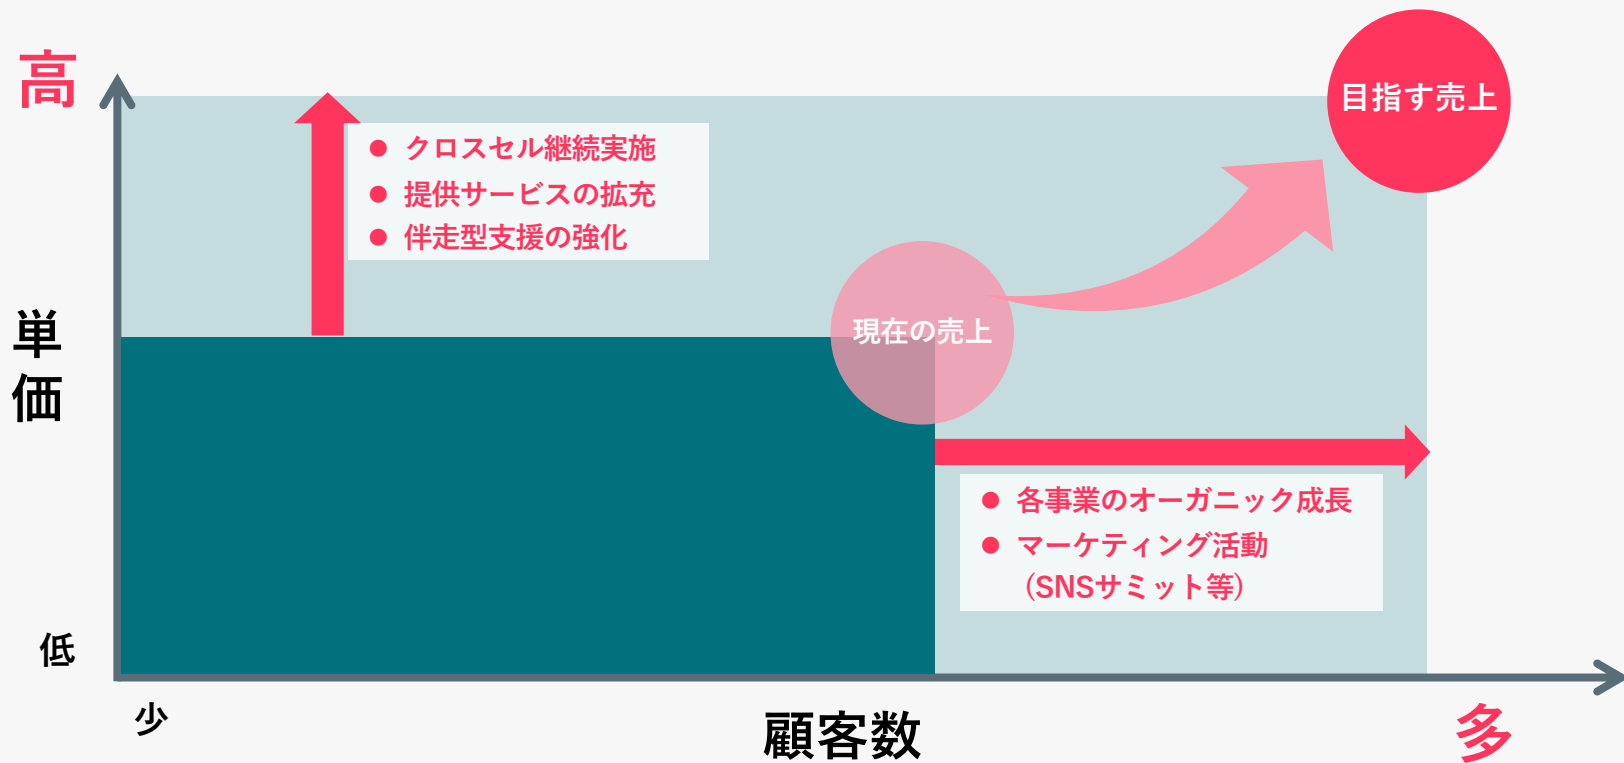 高
目指す売上
● クロスセル継続実施
● 提供サービスの拡充
● 伴走型支援の強化
単価
現在の売上
● 各事業のオーガニック成長
● マーケティング活動
（SNSサミット等）
低
少
顧客数
多